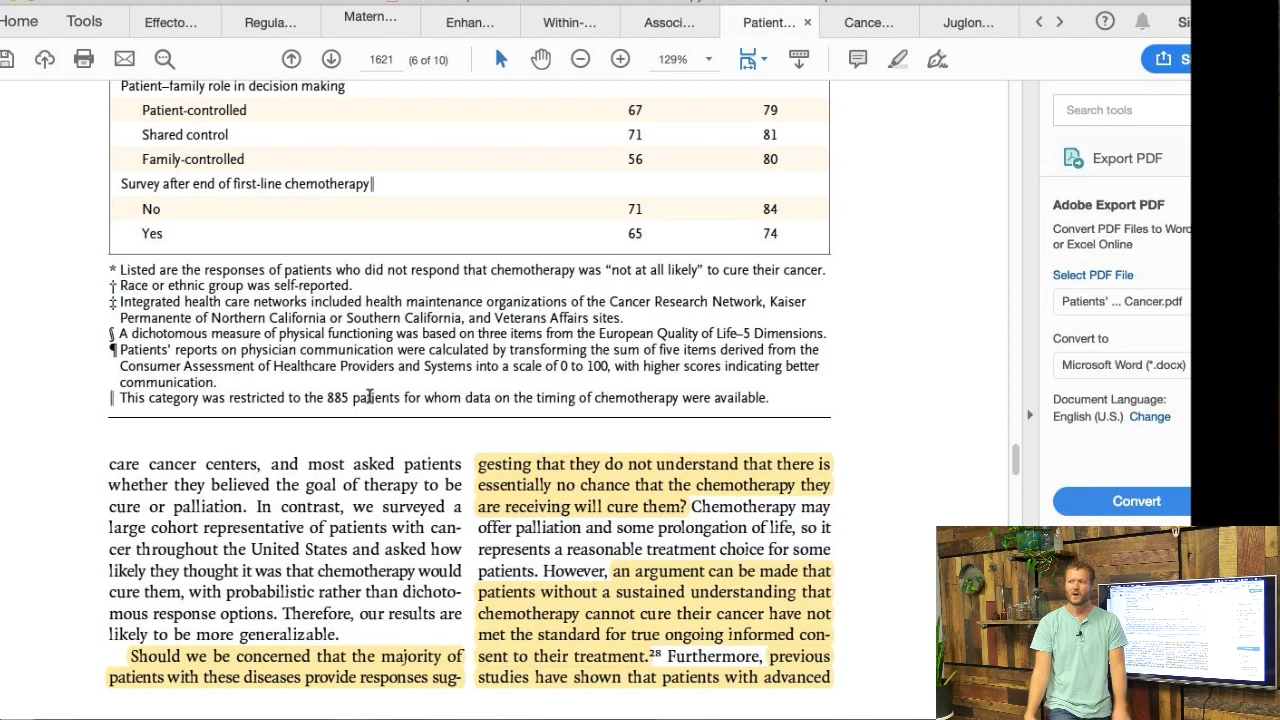 Home
Tools
Effecto...
Regula...
Matern...
Enhan...
Within-...
Associ...
Patient...
×
Cance...
Juglon...
?
1621
(6 of 10)
129%
Search tools
Export PDF
Adobe Export PDF
Convert PDF Files to Word
or Excel Online
Select PDF File
Patients' ... Cancer.pdf
Convert to
Microsoft Word (*.docx)
Document Language:
English (U.S.) Change
Convert
Patient–family role in decision making
Patient-controlled 67 79
Shared control 71 81
Family-controlled 56 80
Survey after end of first-line chemotherapy‖
No 71 84
Yes 65 74
* Listed are the responses of patients who did not respond that chemotherapy was “not at all likely” to cure their cancer.
† Race or ethnic group was self-reported.
‡ Integrated health care networks included health maintenance organizations of the Cancer Research Network, Kaiser
Permanente of Northern California or Southern California, and Veterans Affairs sites.
§ A dichotomous measure of physical functioning was based on three items from the European Quality of Life–5 Dimensions.
¶ Patients’ reports on physician communication were calculated by transforming the sum of five items derived from the
Consumer Assessment of Healthcare Providers and Systems into a scale of 0 to 100, with higher scores indicating better
communication.
‖ This category was restricted to the 885 patients for whom data on the timing of chemotherapy were available.
care cancer centers, and most asked patients
whether they believed the goal of therapy to be
cure or palliation. In contrast, we surveyed a
large cohort representative of patients with can-
cer throughout the United States and asked how
likely they thought it was that chemotherapy would
cure them, with probabilistic rather than dichoto-
mous response options. Therefore, our results are
likely to be more generalizable.
Should we be concerned that the majority of
patients with these diseases provide responses sug-
gesting that they do not understand that there is
essentially no chance that the chemotherapy they
are receiving will cure them? Chemotherapy may
offer palliation and some prolongation of life, so it
represents a reasonable treatment choice for some
patients. However, an argument can be made that
patients without a sustained understanding that
chemotherapy cannot cure their cancer have not
met the standard for true ongoing informed con-
sent to their treatment.²⁸ Furthermore, previous
studies have shown that patients with advanced